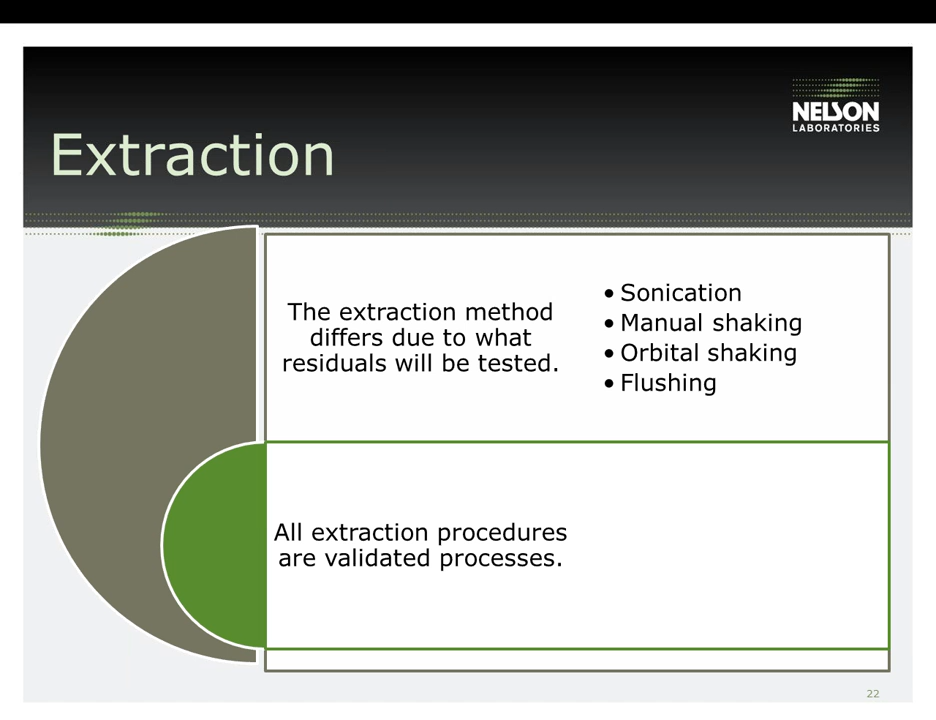 NELSON
LABORATORIES
Extraction
The extraction method
differs due to what
residuals will be tested.
• Sonication
• Manual shaking
• Orbital shaking
• Flushing
All extraction procedures
are validated processes.
22